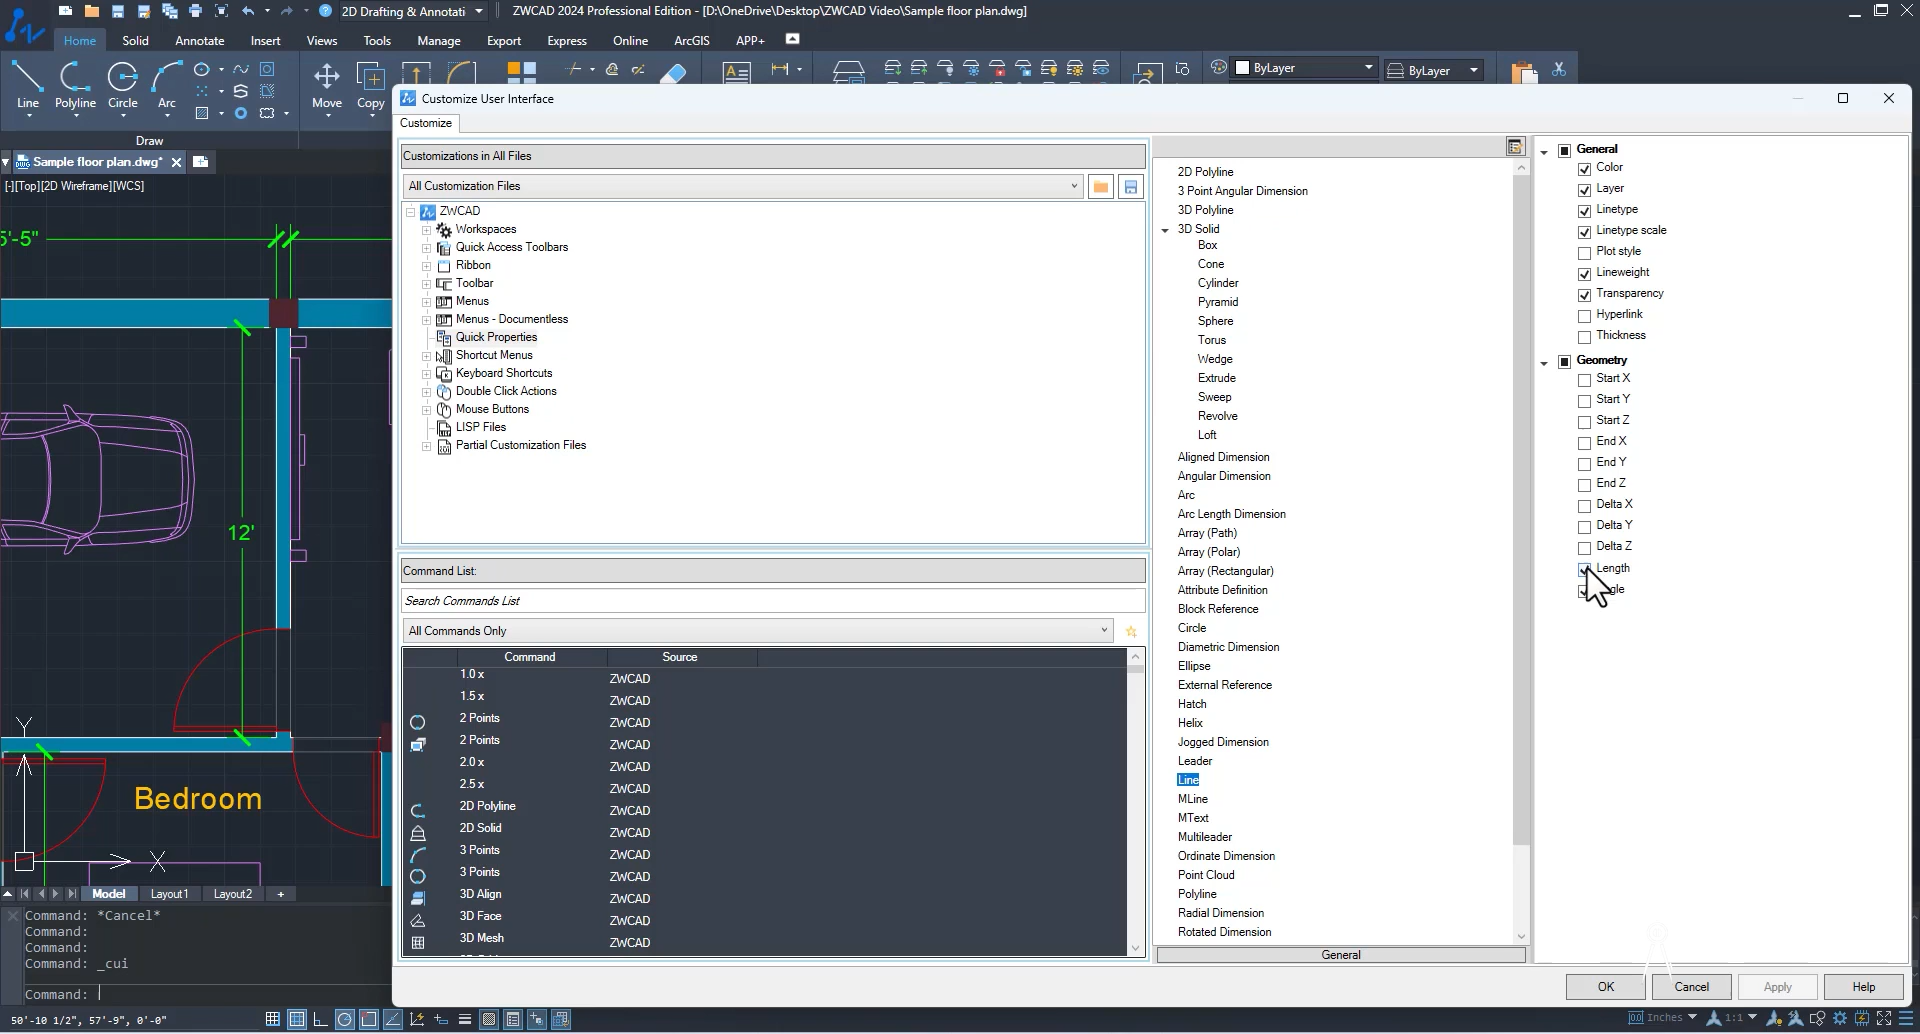 2D Drafting & Annotati
ZWCAD 2024 Professional Edition - [D:\OneDrive\Desktop\ZWCAD Video\Sample floor plan.dwg]
Home Solid Annotate Insert Views Tools Manage Export Express Online ArcGIS APP+
Line Polyline Circle Arc Move Copy
ByLayer
ByLayer
Draw
Sample floor plan.dwg*
[-][Top][2D Wireframe][WCS]
5'-5"
12'
Bedroom
Y
X
Model Layout1 Layout2 +
Command: *Cancel*
Command:
Command:
Command: _cui
Command:
50'-10 1/2", 57'-9", 0'-0"
Customize User Interface
Customize
Customizations in All Files
All Customization Files
ZWCAD
Workspaces
Quick Access Toolbars
Ribbon
Toolbar
Menus
Menus - Documentless
Quick Properties
Shortcut Menus
Keyboard Shortcuts
Double Click Actions
Mouse Buttons
LISP Files
Partial Customization Files
Command List:
Search Commands List
All Commands Only
Command Source
1.0 x ZWCAD
1.5 x ZWCAD
2 Points ZWCAD
2 Points ZWCAD
2.0 x ZWCAD
2.5 x ZWCAD
2D Polyline ZWCAD
2D Solid ZWCAD
3 Points ZWCAD
3 Points ZWCAD
3D Align ZWCAD
3D Face ZWCAD
3D Mesh ZWCAD
2D Polyline
3 Point Angular Dimension
3D Polyline
3D Solid
Box
Cone
Cylinder
Pyramid
Sphere
Torus
Wedge
Extrude
Sweep
Revolve
Loft
Aligned Dimension
Angular Dimension
Arc
Arc Length Dimension
Array (Path)
Array (Polar)
Array (Rectangular)
Attribute Definition
Block Reference
Circle
Diametric Dimension
Ellipse
External Reference
Hatch
Helix
Jogged Dimension
Leader
Line
MLine
MText
Multileader
Ordinate Dimension
Point Cloud
Polyline
Radial Dimension
Rotated Dimension
General
General
Color
Layer
Linetype
Linetype scale
Plot style
Lineweight
Transparency
Hyperlink
Thickness
Geometry
Start X
Start Y
Start Z
End X
End Y
End Z
Delta X
Delta Y
Delta Z
Length
OK Cancel Apply Help
Inches 1:1